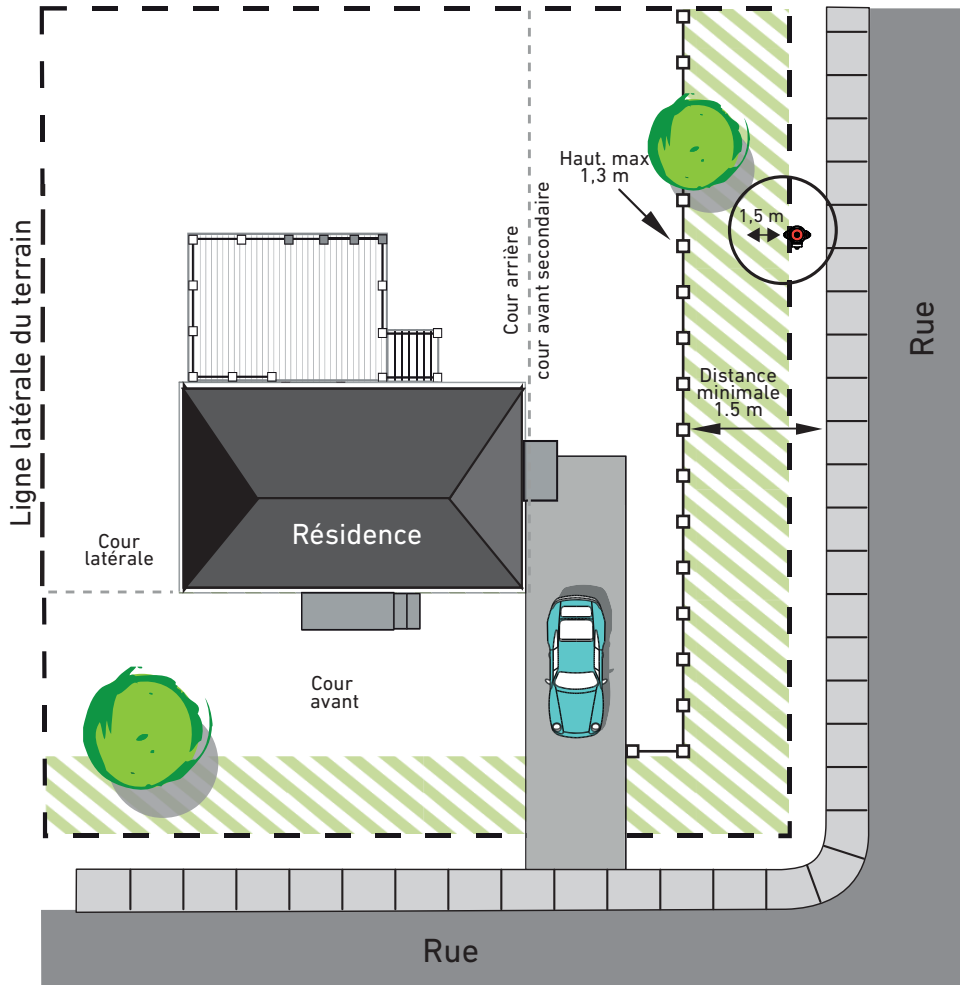 Haut. max
1,3 m
1,5 m
Ligne latérale du terrain
Cour arrière
cour avant secondaire
Rue
Distance
minimale
1.5 m
Résidence
Cour
latérale
Cour
avant
Rue